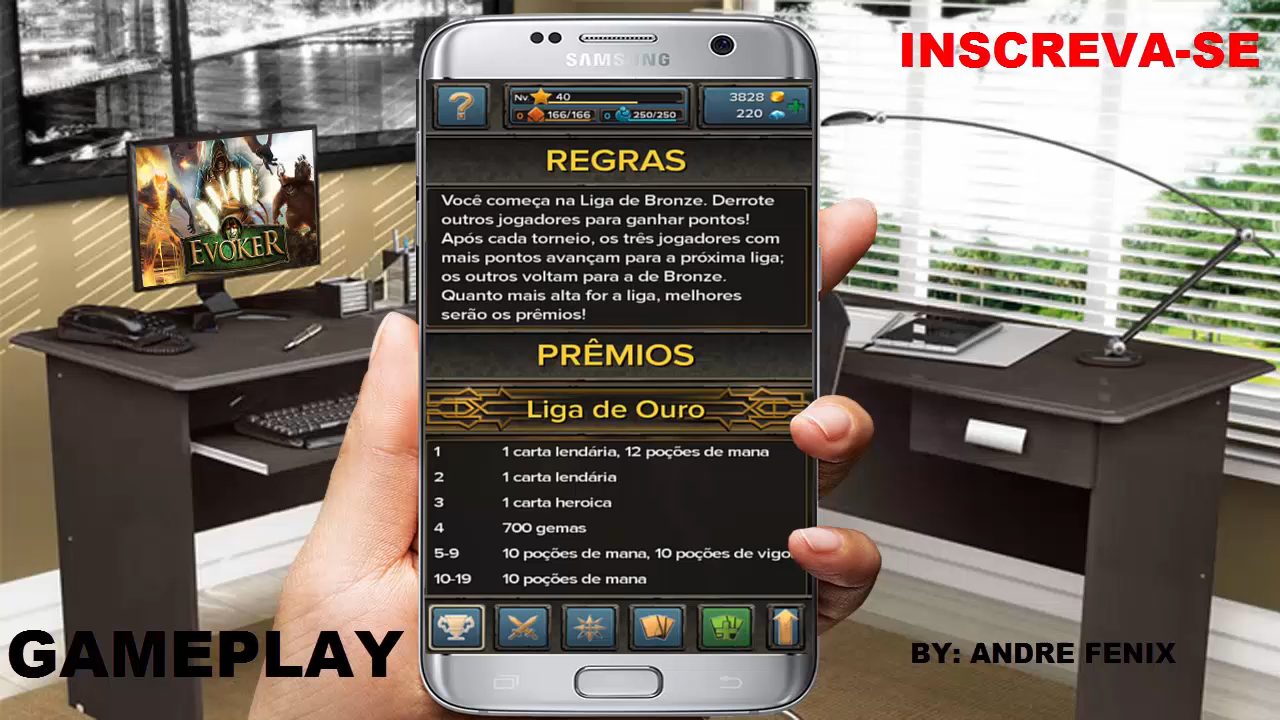 INSCREVA-SE
SAMSUNG
?
Nv. 40
0 166/166 0 250/250
3828
220
REGRAS
Você começa na Liga de Bronze. Derrote
outros jogadores para ganhar pontos!
Após cada torneio, os três jogadores com
mais pontos avançam para a próxima liga;
os outros voltam para a de Bronze.
Quanto mais alta for a liga, melhores
serão os prêmios!
PRÊMIOS
Liga de Ouro
1 1 carta lendária, 12 poções de mana
2 1 carta lendária
3 1 carta heroica
4 700 gemas
5-9 10 poções de mana, 10 poções de vigo
10-19 10 poções de mana
EVOKER
GAMEPLAY
BY: ANDRE FENIX